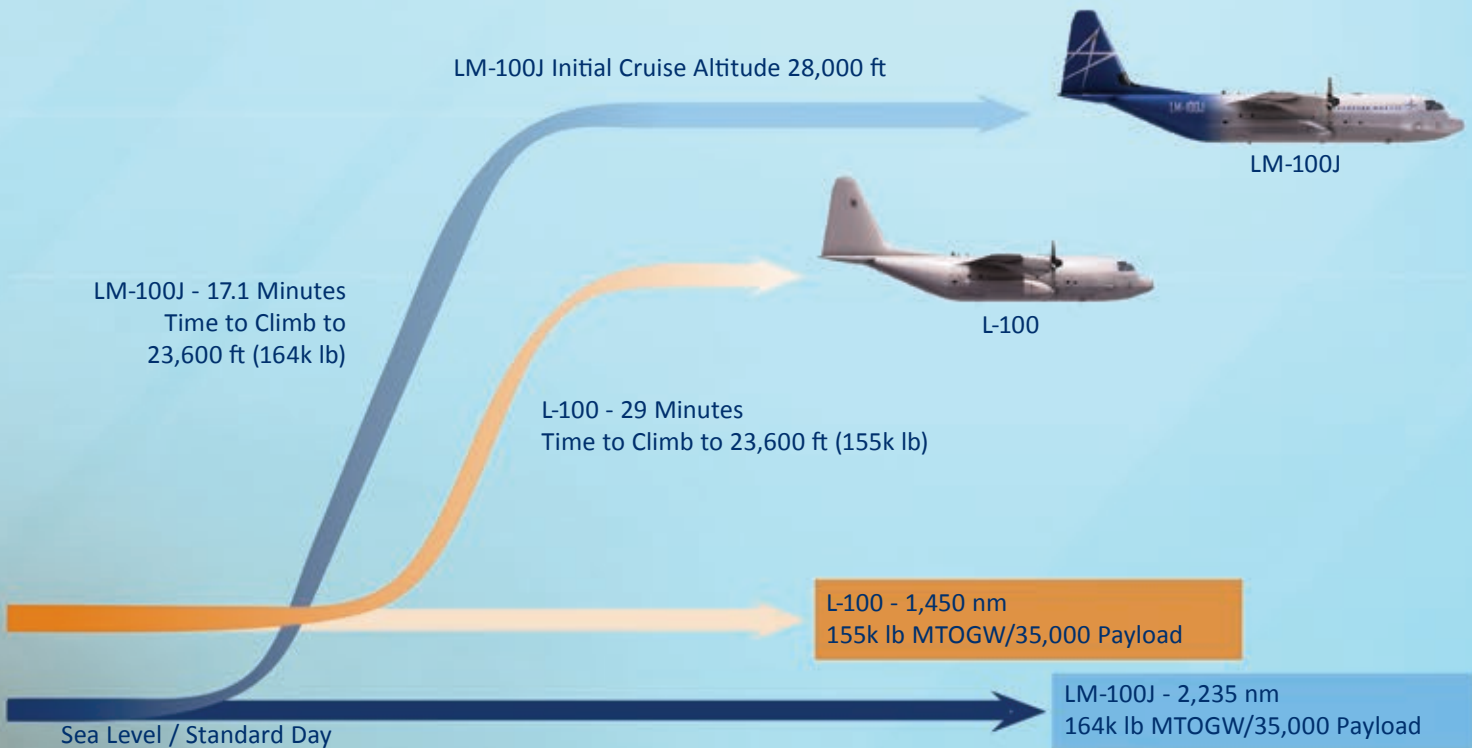 LM-100J Initial Cruise Altitude 28,000 ft
LM-100J
LM-100J
L-100
LM-100J - 17.1 Minutes
Time to Climb to
23,600 ft (164k lb)
L-100 - 29 Minutes
Time to Climb to 23,600 ft (155k lb)
L-100 - 1,450 nm
155k lb MTOGW/35,000 Payload
LM-100J - 2,235 nm
164k lb MTOGW/35,000 Payload
Sea Level / Standard Day